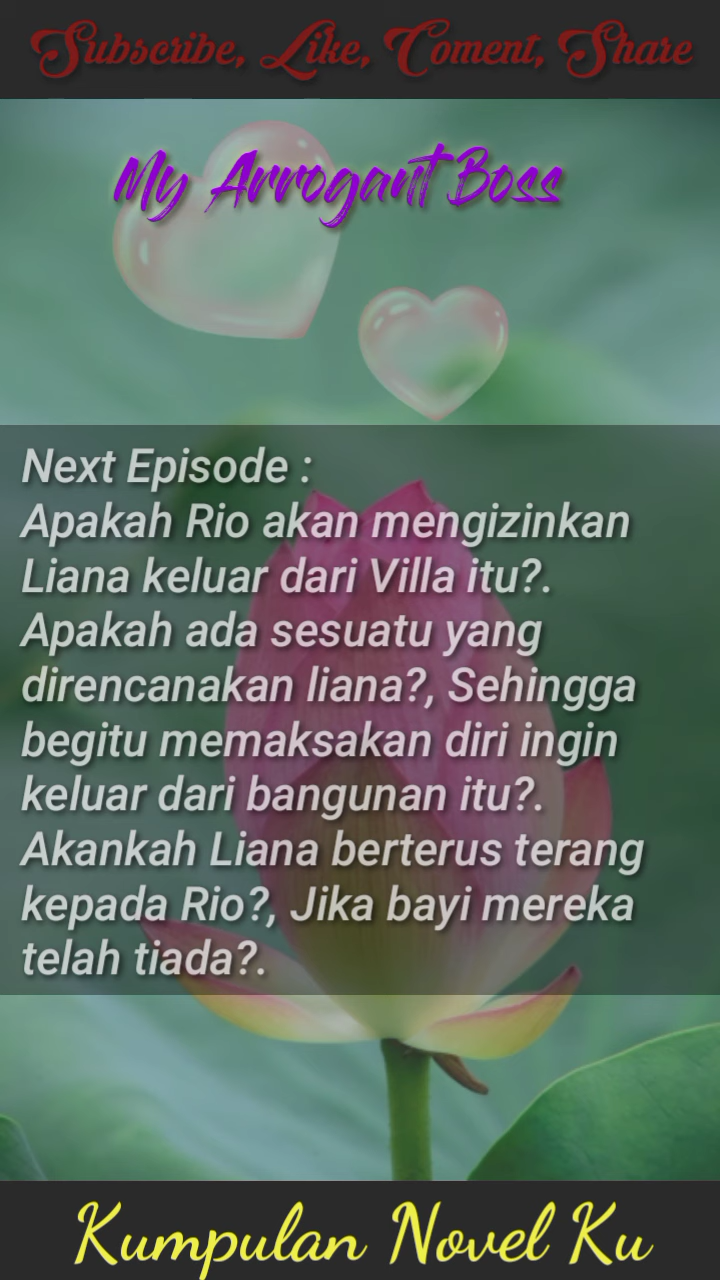 Subscribe, Like, Coment, Share
My Arrogant Boss
Next Episode :
Apakah Rio akan mengizinkan
Liana keluar dari Villa itu?.
Apakah ada sesuatu yang
direncanakan liana?, Sehingga
begitu memaksakan diri ingin
keluar dari bangunan itu?.
Akankah Liana berterus terang
kepada Rio?, Jika bayi mereka
telah tiada?.
Kumpulan Novel Ku